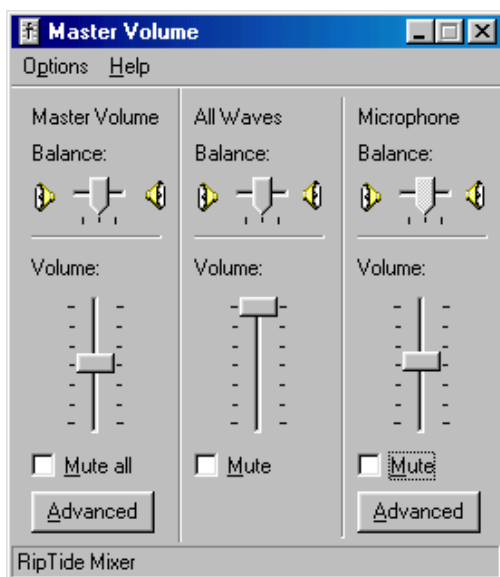 Master Volume
Options Help
Master Volume
Balance:
Volume:
Mute all
Advanced
All Waves
Balance:
Volume:
Mute
Microphone
Balance:
Volume:
Mute
Advanced
RipTide Mixer